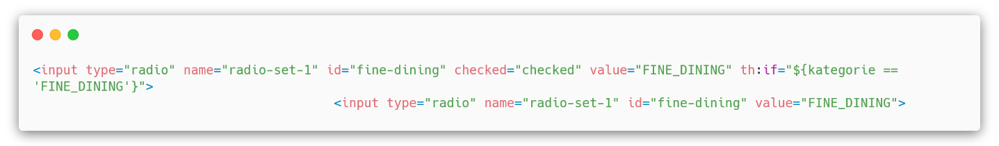 <input type="radio" name="radio-set-1" id="fine-dining" checked="checked" value="FINE_DINING" th:if="${kategorie ==
'FINE_DINING'}">
<input type="radio" name="radio-set-1" id="fine-dining" value="FINE_DINING">